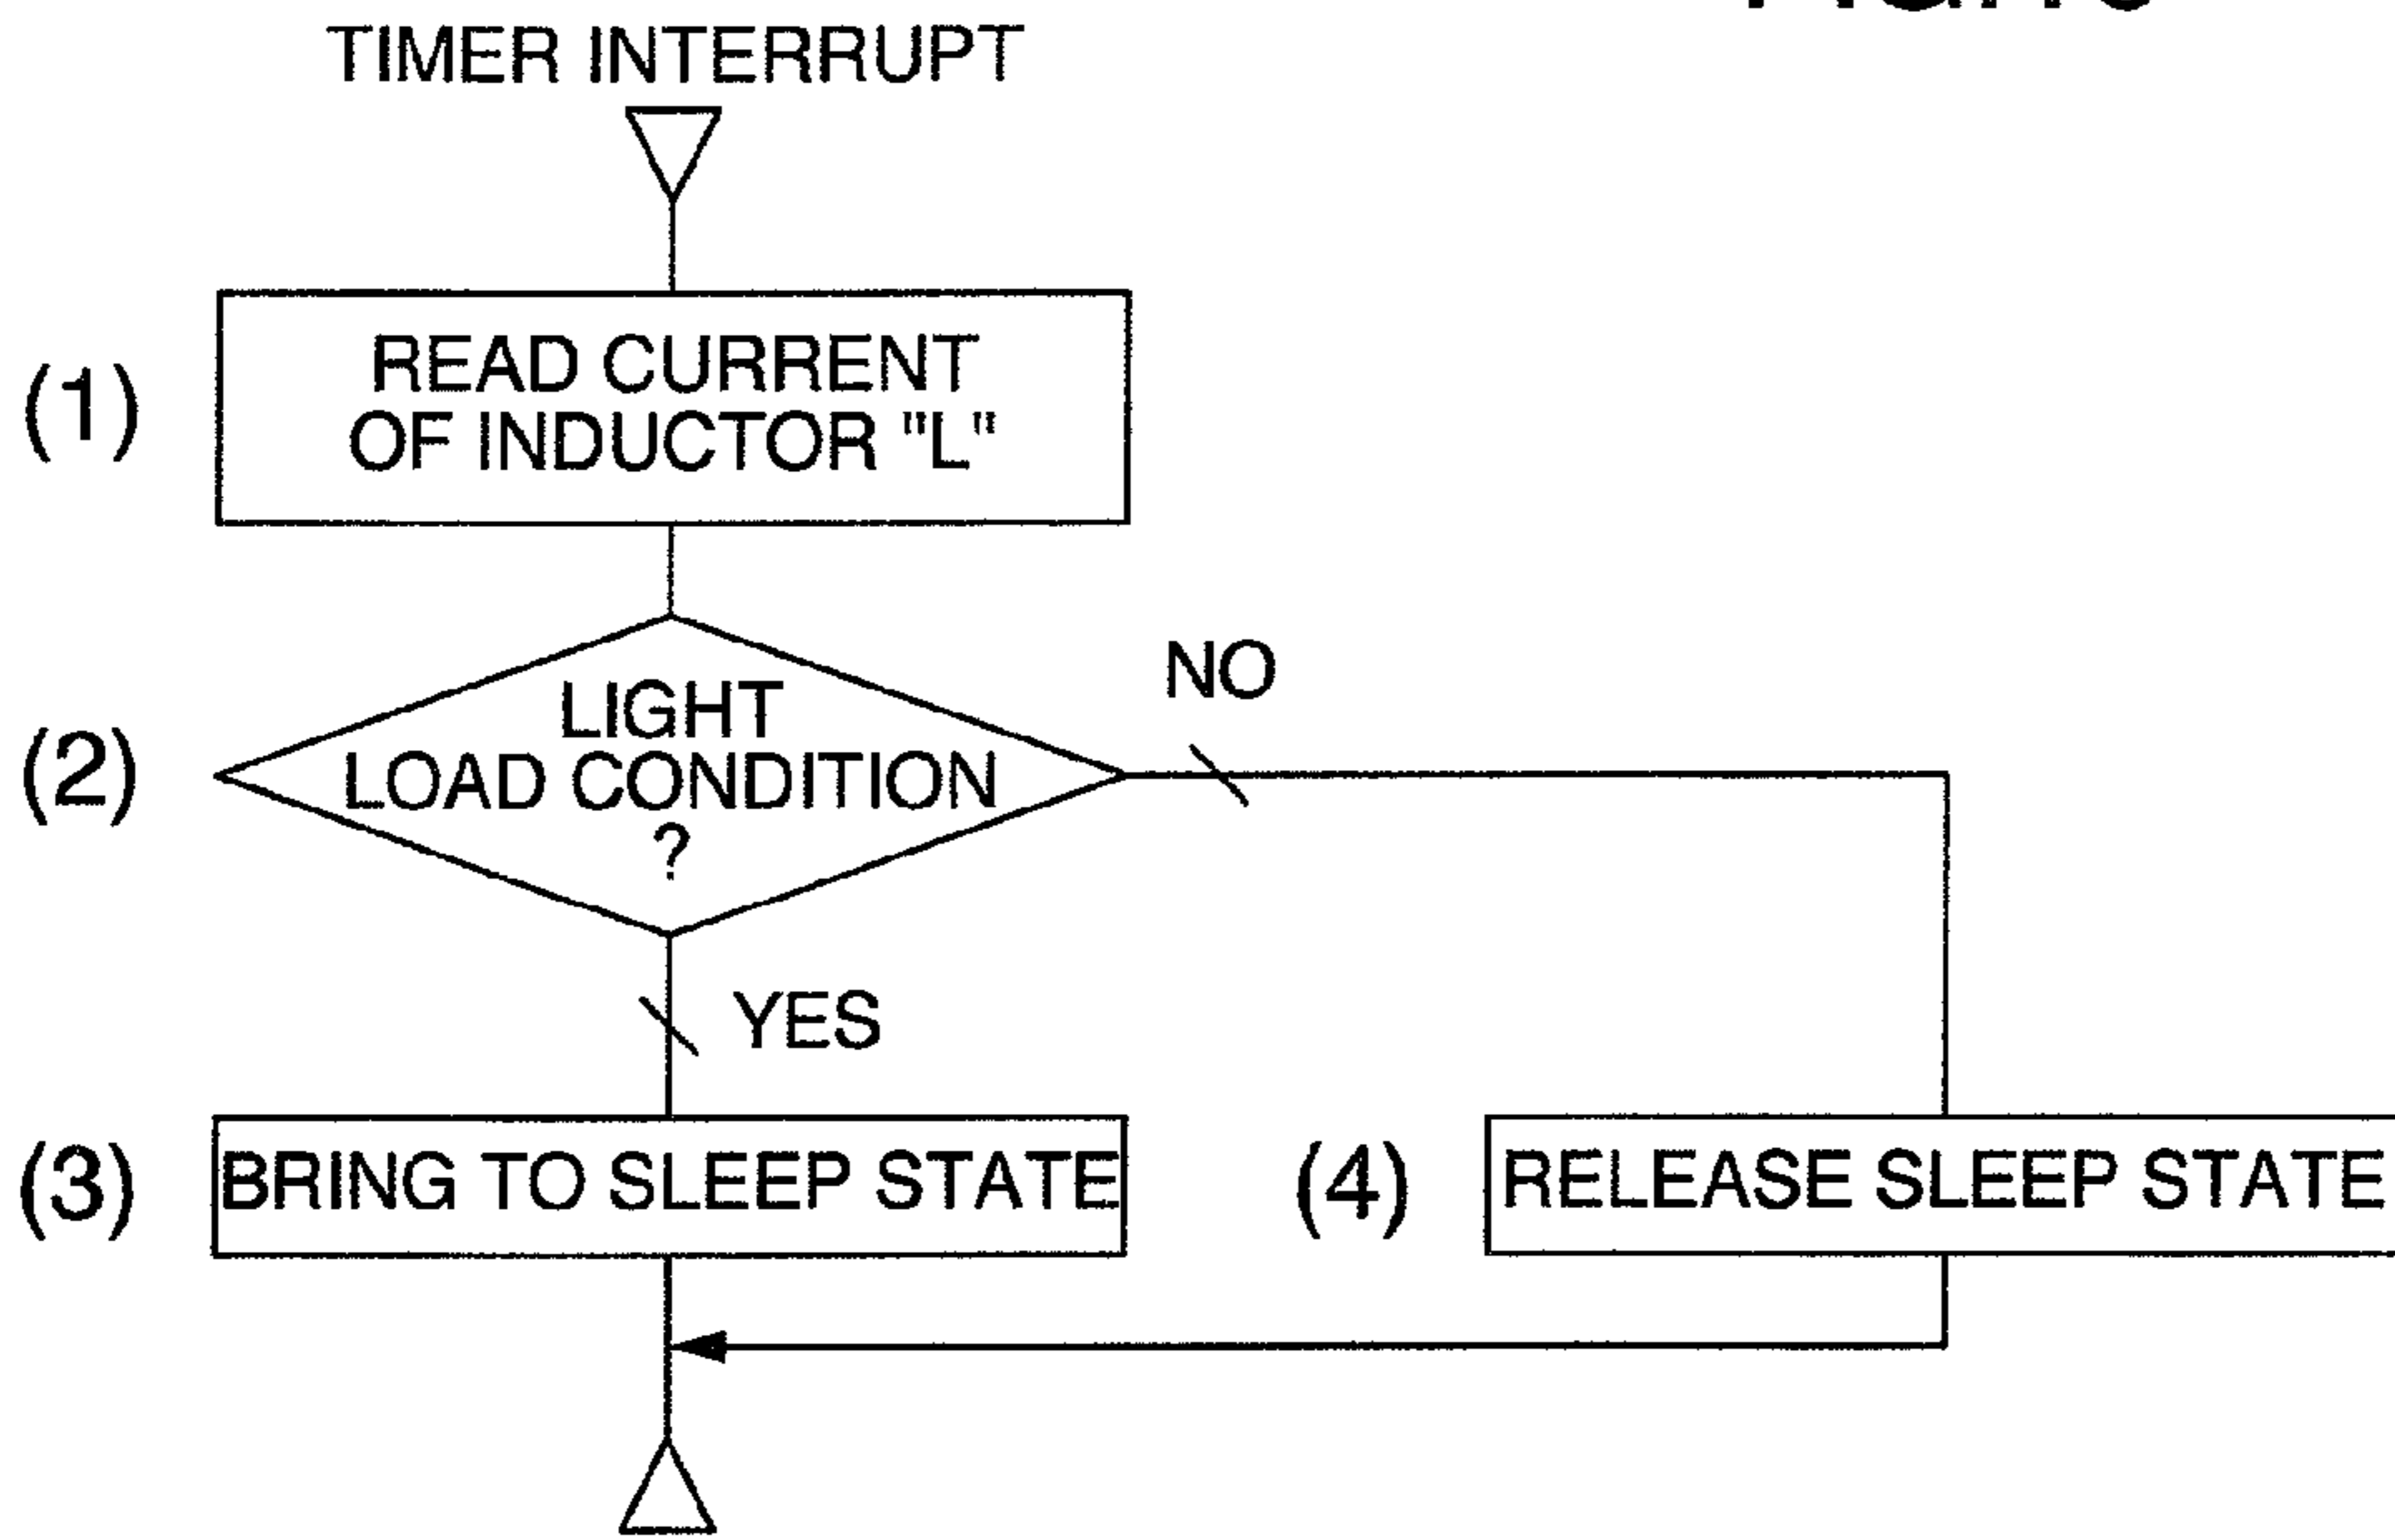 TIMER INTERRUPT
(1)
READ CURRENT
OF INDUCTOR "L"
(2)
LIGHT
LOAD CONDITION
?
NO
YES
(3)
BRING TO SLEEP STATE
(4)
RELEASE SLEEP STATE